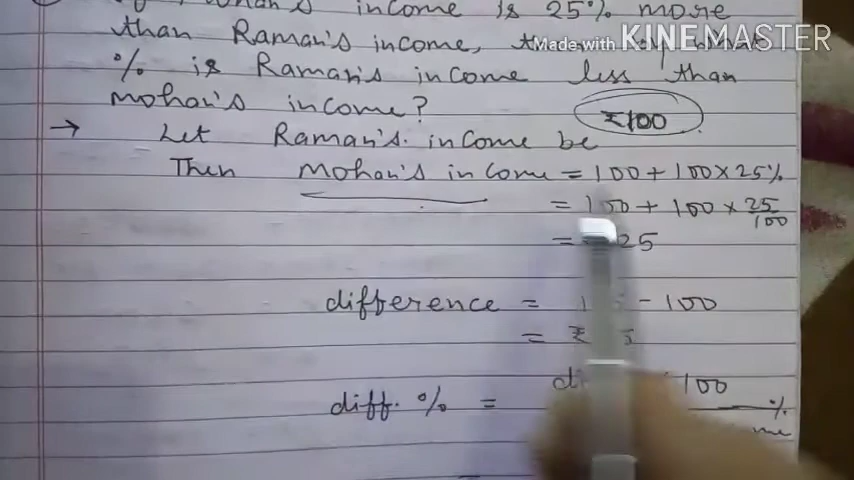 income is 25% more
than Raman's income, what
% is Raman's income less than
Mohan's income?
→ Let Raman's. income be ₹100
Then Mohan's income = 100 + 100 × 25%
= 100 + 100 × 25/100
= 25
difference = - 100
= ₹
diff. % = 100 %
Made with KINEMASTER